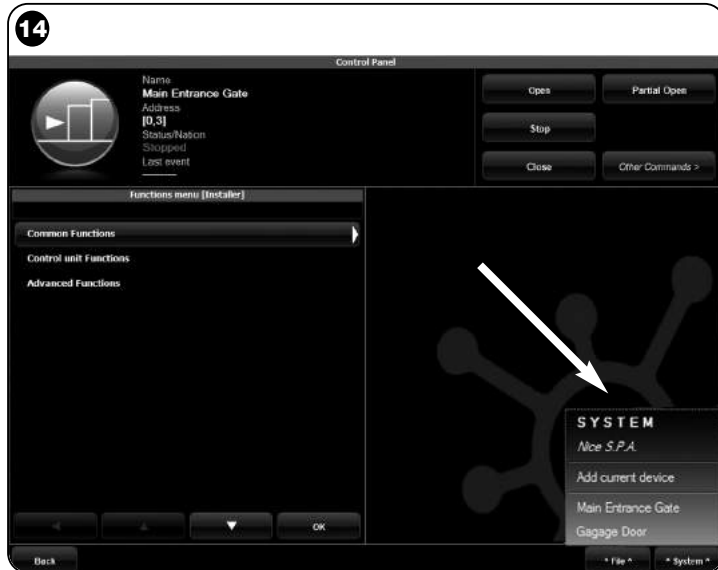 14
Control Panel
Name
Main Entrance Gate
Address
[0,3]
Status/Nation
Stopped
Last event
Open
Partial Open
Stop
Close
Other Commands >
Functions menu [Installer]
Common Functions
Control unit Functions
Advanced Functions
SYSTEM
Nice S.P.A.
Add current device
Main Entrance Gate
Gagage Door
OK
Back
^ File ^
^ System ^